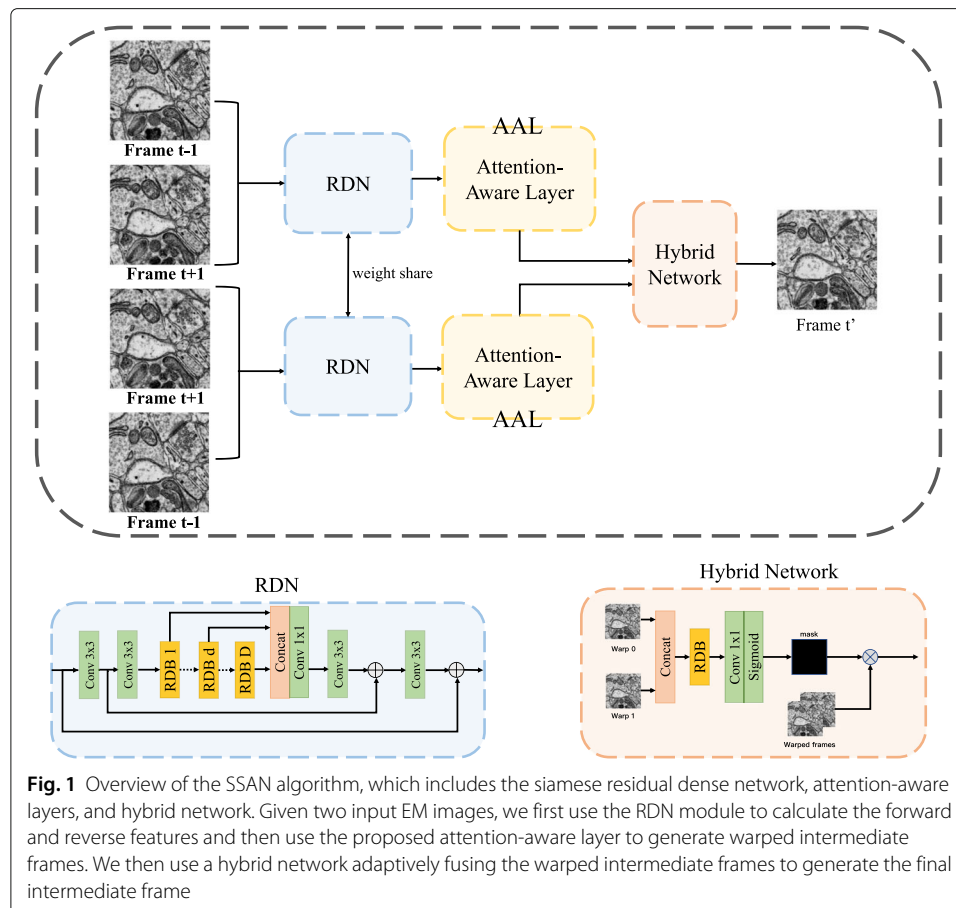 Frame t-1
Frame t+1
Frame t+1
Frame t-1
RDN
weight share
RDN
AAL
Attention-
Aware Layer
Attention-
Aware Layer
AAL
Hybrid
Network
Frame t’
RDN
Conv 3x3
Conv 3x3
RDB 1
RDB d
RDB D
Concat
Conv 1x1
Conv 3x3
Conv 3x3
Hybrid Network
Warp 0
Warp 1
Concat
RDB
Conv 1x1
Sigmoid
mask
Warped frames
Fig. 1 Overview of the SSAN algorithm, which includes the siamese residual dense network, attention-aware
layers, and hybrid network. Given two input EM images, we first use the RDN module to calculate the forward
and reverse features and then use the proposed attention-aware layer to generate warped intermediate
frames. We then use a hybrid network adaptively fusing the warped intermediate frames to generate the final
intermediate frame